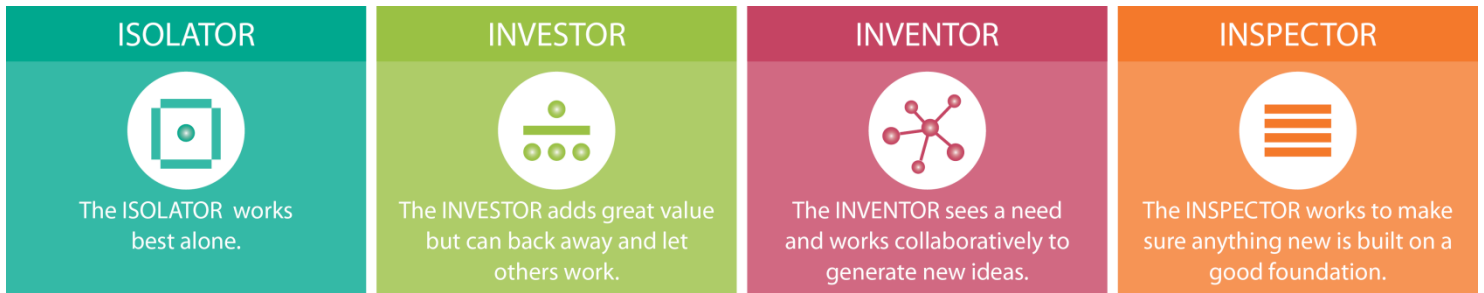 ISOLATOR
The ISOLATOR works
best alone.
INVESTOR
The INVESTOR adds great value
but can back away and let
others work.
INVENTOR
The INVENTOR sees a need
and works collaboratively to
generate new ideas.
INSPECTOR
The INSPECTOR works to make
sure anything new is built on a
good foundation.